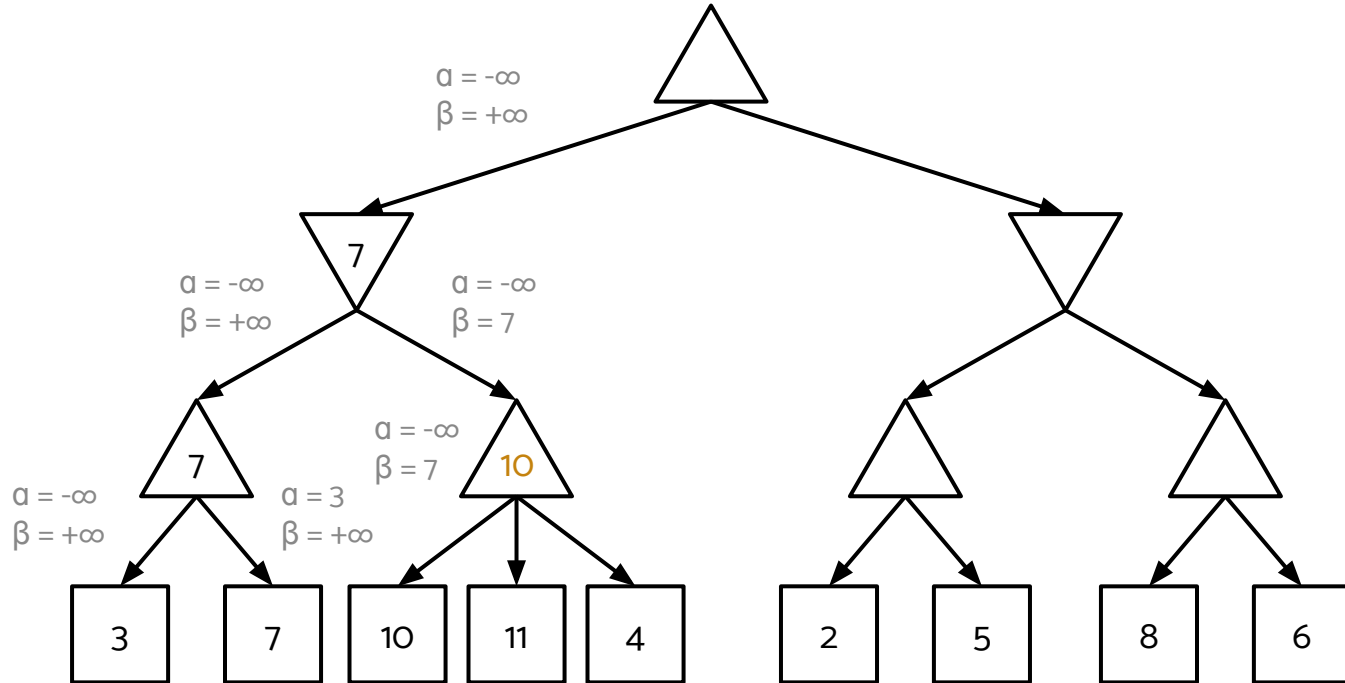 α = -∞
β = +∞
7
α = -∞
β = +∞
α = -∞
β = 7
7
α = -∞
β = 7
10
α = -∞
β = +∞
α = 3
β = +∞
3
7
10
11
4
2
5
8
6